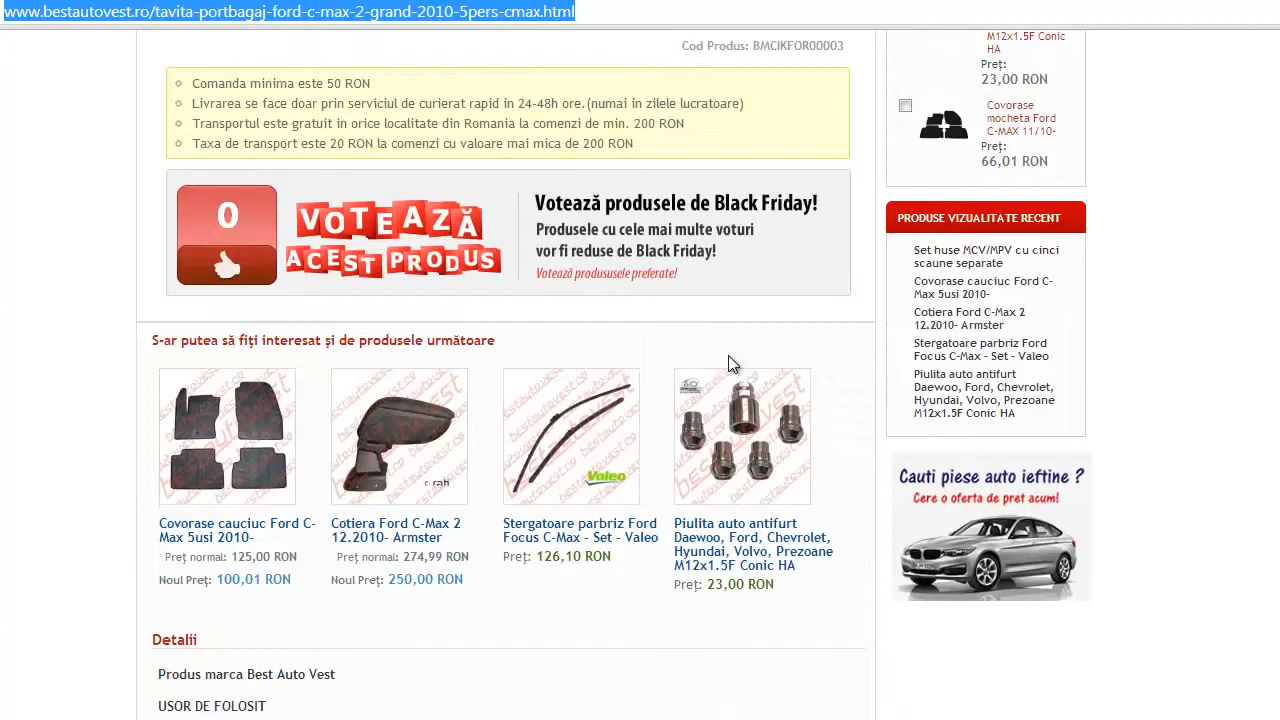 www.bestautovest.ro/tavita-portbagaj-ford-c-max-2-grand-2010-5pers-cmax.html
Cod Produs: BMCIKFOR00003
Comanda minima este 50 RON
Livrarea se face doar prin serviciul de curierat rapid in 24-48h ore.(numai in zilele lucratoare)
Transportul este gratuit in orice localitate din Romania la comenzi de min. 200 RON
Taxa de transport este 20 RON la comenzi cu valoare mai mica de 200 RON
0
VOTEAZĂ
ACEST PRODUS
Votează produsele de Black Friday!
Produsele cu cele mai multe voturi
vor fi reduse de Black Friday!
Votează prodususele preferate!
S-ar putea să fiţi interesat şi de produsele următoare
Valeo
Covorase cauciuc Ford C-
Max 5usi 2010-
Preţ normal: 125,00 RON
Noul Preţ: 100,01 RON
Cotiera Ford C-Max 2
12.2010- Armster
Preţ normal: 274,99 RON
Noul Preţ: 250,00 RON
Stergatoare parbriz Ford
Focus C-Max - Set - Valeo
Preţ: 126,10 RON
Piulita auto antifurt
Daewoo, Ford, Chevrolet,
Hyundai, Volvo, Prezoane
M12x1.5F Conic HA
Preţ: 23,00 RON
Detalii
Produs marca Best Auto Vest
USOR DE FOLOSIT
M12x1.5F Conic
HA
Preţ:
23,00 RON
Covorase
mocheta Ford
C-MAX 11/10-
Preţ:
66,01 RON
PRODUSE VIZUALITATE RECENT
Set huse MCV/MPV cu cinci
scaune separate
Covorase cauciuc Ford C-
Max 5usi 2010-
Cotiera Ford C-Max 2
12.2010- Armster
Stergatoare parbriz Ford
Focus C-Max - Set - Valeo
Piulita auto antifurt
Daewoo, Ford, Chevrolet,
Hyundai, Volvo, Prezoane
M12x1.5F Conic HA
Cauti piese auto ieftine ?
Cere o oferta de pret acum!